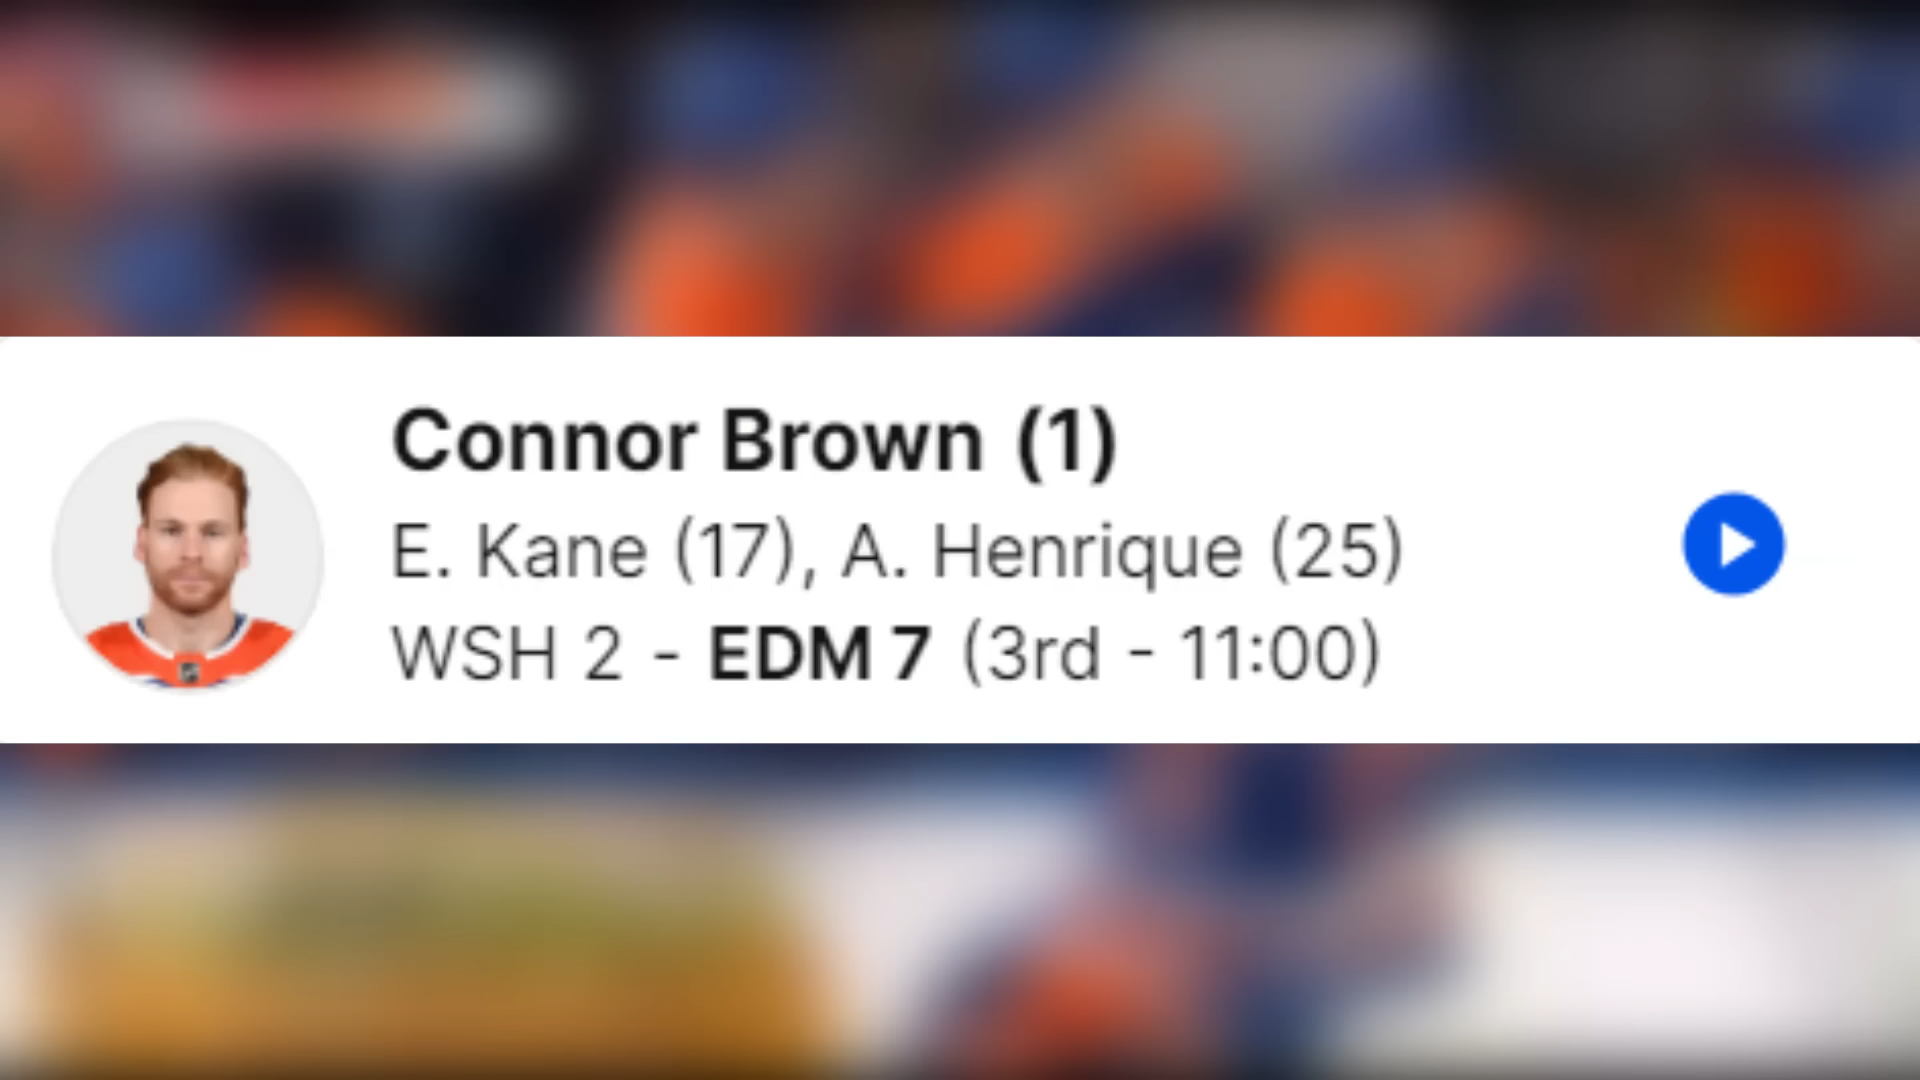 Connor Brown (1)
E. Kane (17), A. Henrique (25)
WSH 2 - EDM 7 (3rd - 11:00)